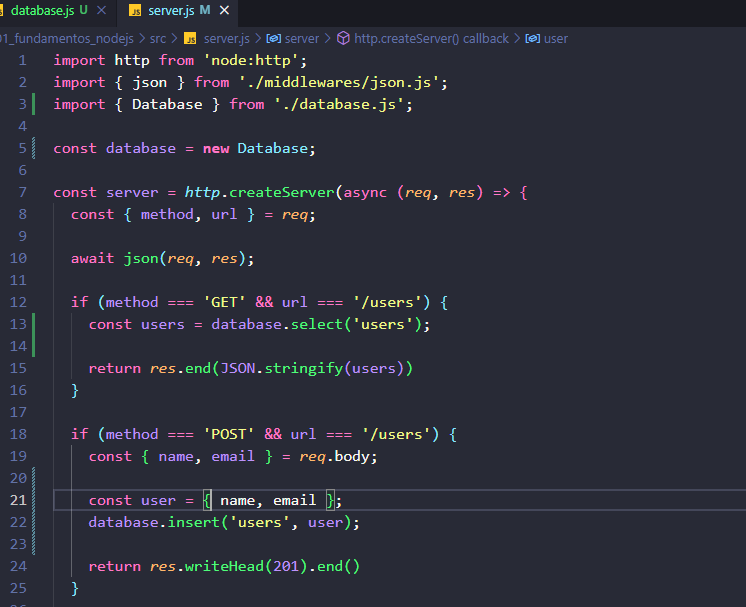 database.js U
server.js M
01_fundamentos_nodejs > src > server.js > server > http.createServer() callback > user
1 import http from 'node:http';
2 import { json } from './middlewares/json.js';
3 import { Database } from './database.js';
4
5 const database = new Database;
6
7 const server = http.createServer(async (req, res) => {
8 const { method, url } = req;
9
10 await json(req, res);
11
12 if (method === 'GET' && url === '/users') {
13 const users = database.select('users');
14
15 return res.end(JSON.stringify(users))
16 }
17
18 if (method === 'POST' && url === '/users') {
19 const { name, email } = req.body;
20
21 const user = { name, email };
22 database.insert('users', user);
23
24 return res.writeHead(201).end()
25 }